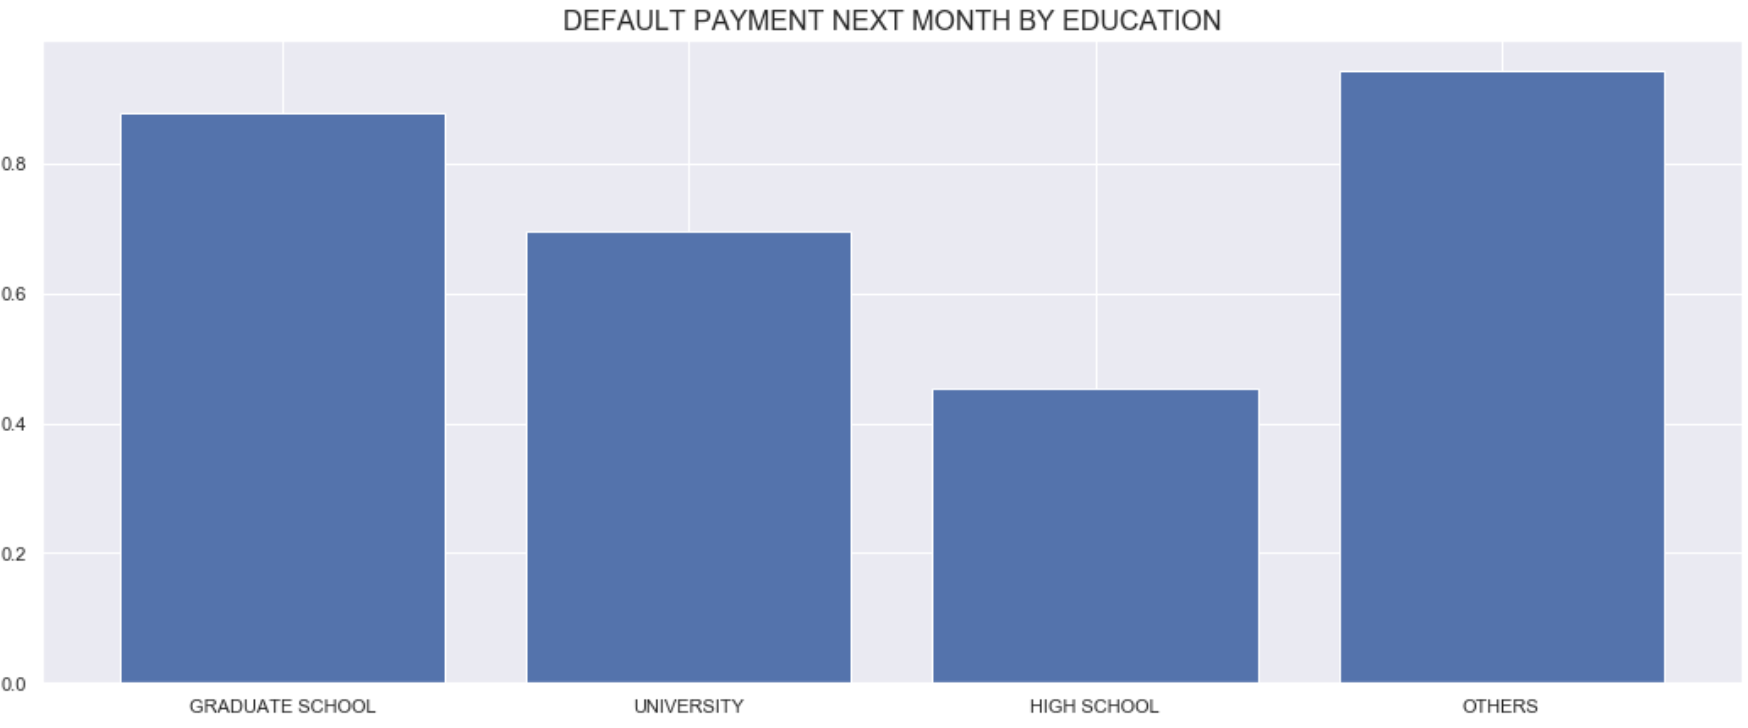 DEFAULT PAYMENT NEXT MONTH BY EDUCATION
0.8
0.6
0.4
0.2
0.0
GRADUATE SCHOOL UNIVERSITY HIGH SCHOOL OTHERS